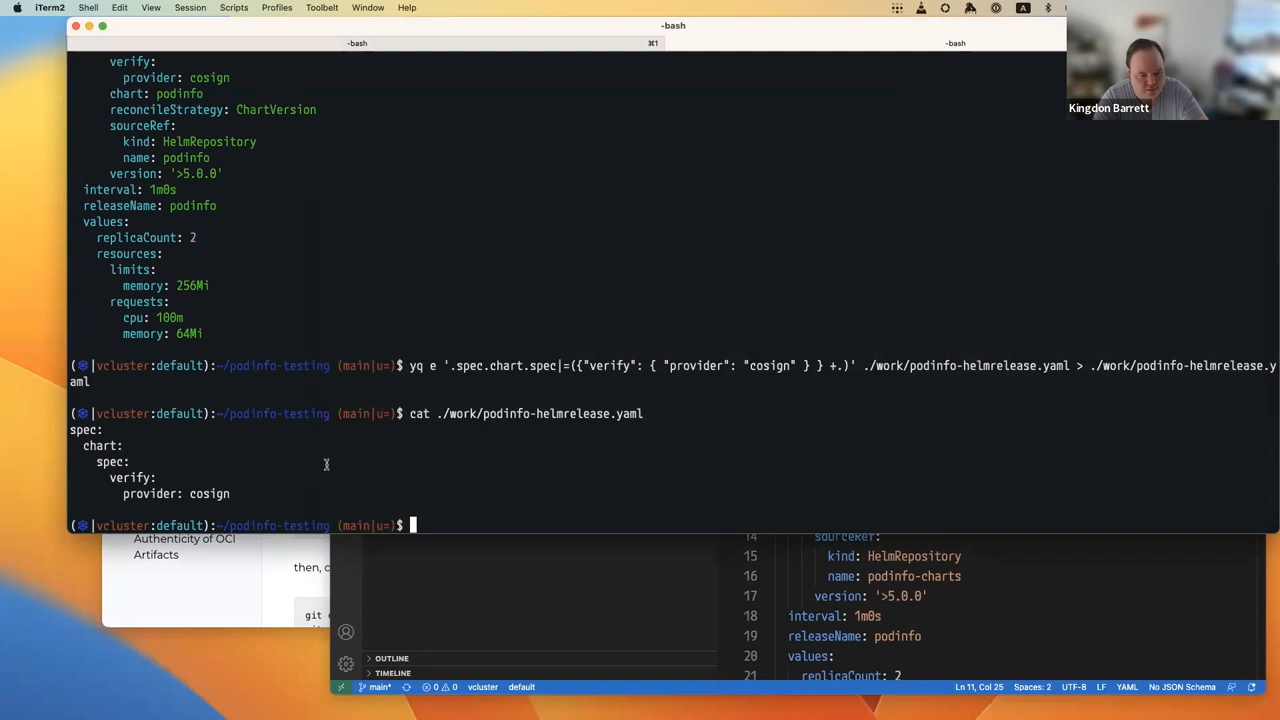 iTerm2 Shell Edit View Session Scripts Profiles Toolbelt Window Help
A
-bash
-bash ⌘1
-bash
Kingdon Barrett
verify:
provider: cosign
chart: podinfo
reconcileStrategy: ChartVersion
sourceRef:
kind: HelmRepository
name: podinfo
version: '>5.0.0'
interval: 1m0s
releaseName: podinfo
values:
replicaCount: 2
resources:
limits:
memory: 256Mi
requests:
cpu: 100m
memory: 64Mi
(⎈|vcluster:default):~/podinfo-testing (main|u=)$ yq e '.spec.chart.spec|=({"verify": { "provider": "cosign" } } +.)' ./work/podinfo-helmrelease.yaml > ./work/podinfo-helmrelease.y
aml
(⎈|vcluster:default):~/podinfo-testing (main|u=)$ cat ./work/podinfo-helmrelease.yaml
spec:
chart:
spec:
verify:
provider: cosign
(⎈|vcluster:default):~/podinfo-testing (main|u=)$
Authenticity of OCI
Artifacts
then, c
git c
14 sourceRef:
15 kind: HelmRepository
16 name: podinfo-charts
17 version: '>5.0.0'
18 interval: 1m0s
19 releaseName: podinfo
20 values:
21 replicaCount: 2
OUTLINE
TIMELINE
main* 0 0 vcluster default Ln 11, Col 25 Spaces: 2 UTF-8 LF YAML No JSON Schema